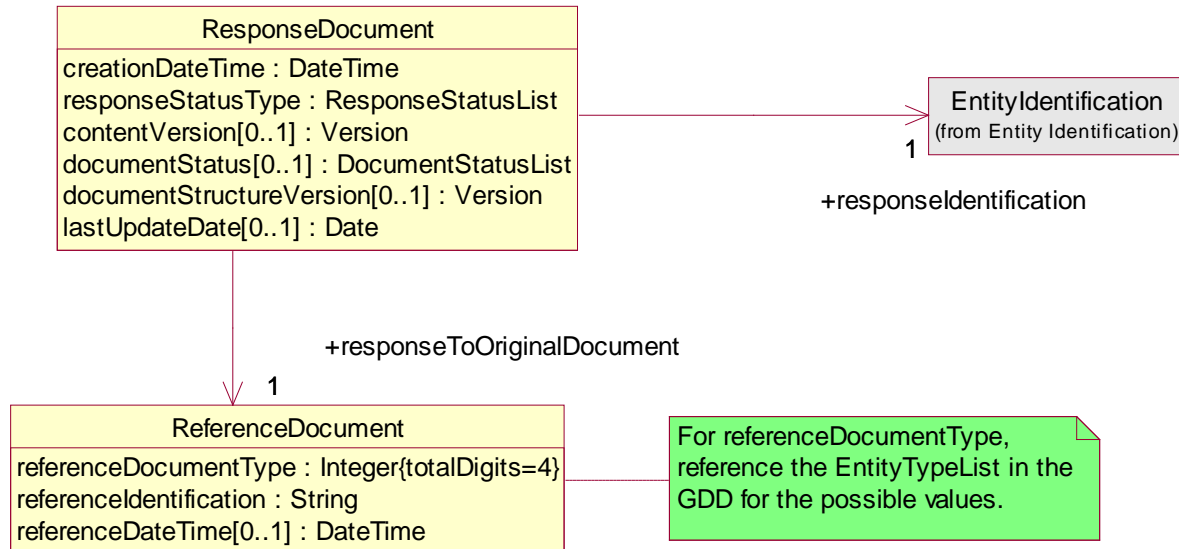 ResponseDocument
creationDateTime : DateTime
responseStatusType : ResponseStatusList
contentVersion[0..1] : Version
documentStatus[0..1] : DocumentStatusList
documentStructureVersion[0..1] : Version
lastUpdateDate[0..1] : Date
EntityIdentification
(from Entity Identification)
1
+responseIdentification
+responseToOriginalDocument
1
ReferenceDocument
referenceDocumentType : Integer{totalDigits=4}
referenceIdentification : String
referenceDateTime[0..1] : DateTime
For referenceDocumentType,
reference the EntityTypeList in the
GDD for the possible values.